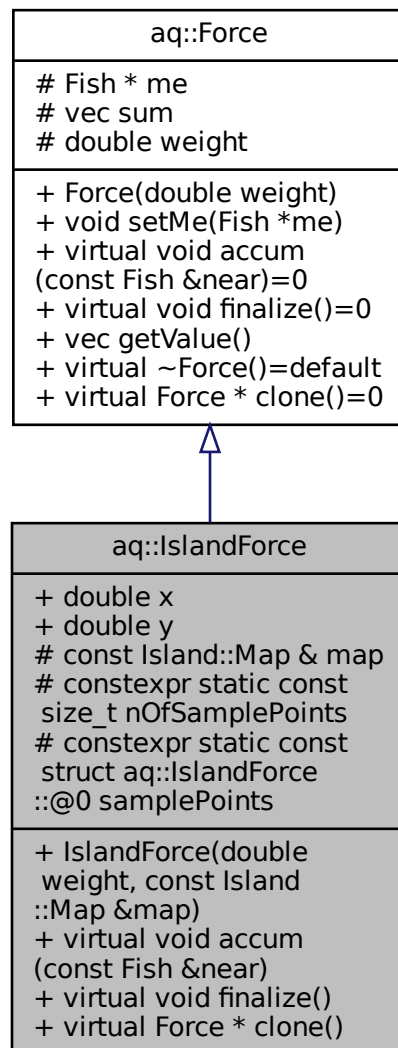 aq::Force
# Fish * me
# vec sum
# double weight
+ Force(double weight)
+ void setMe(Fish *me)
+ virtual void accum
(const Fish &near)=0
+ virtual void finalize()=0
+ vec getValue()
+ virtual ~Force()=default
+ virtual Force * clone()=0
aq::IslandForce
+ double x
+ double y
# const Island::Map & map
# constexpr static const
size_t nOfSamplePoints
# constexpr static const
struct aq::IslandForce
::@0 samplePoints
+ IslandForce(double
weight, const Island
::Map &map)
+ virtual void accum
(const Fish &near)
+ virtual void finalize()
+ virtual Force * clone()